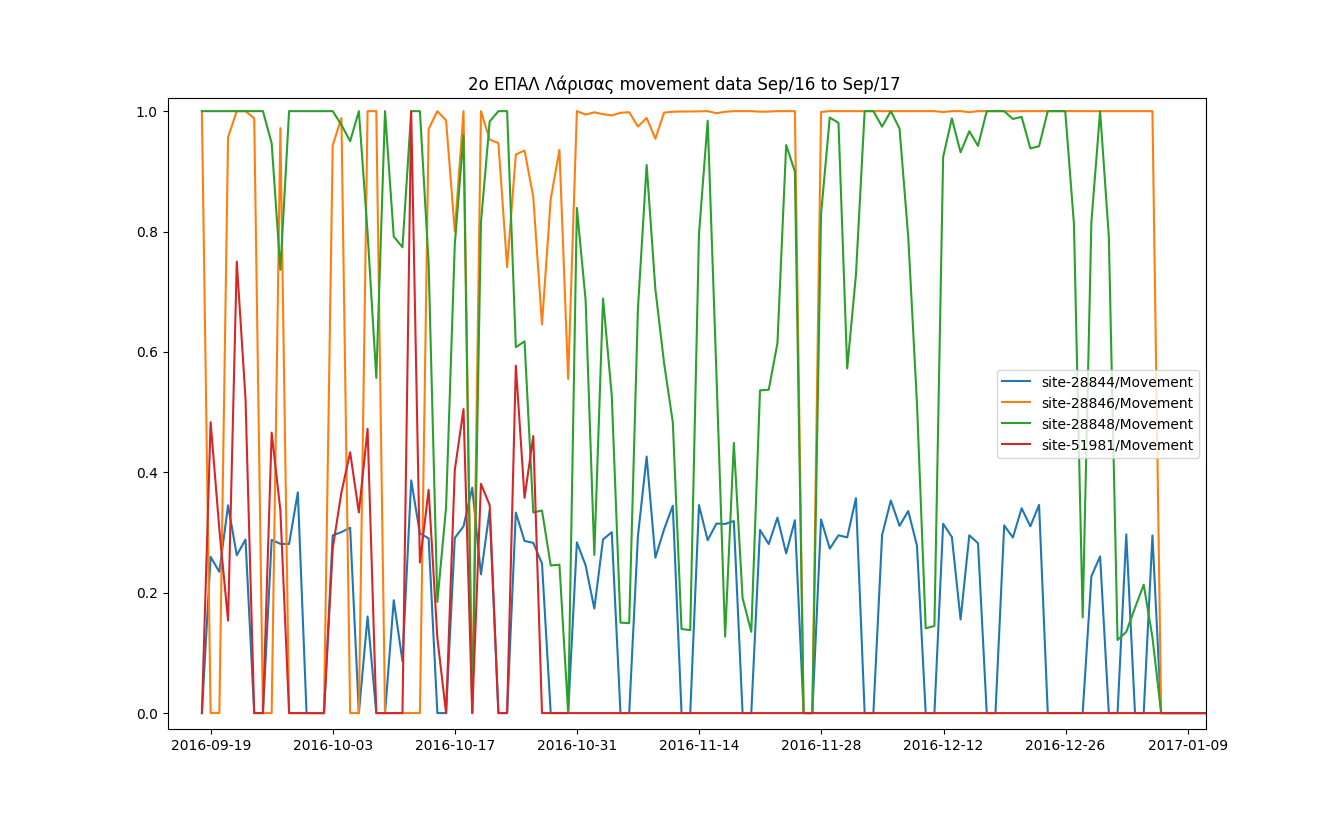 2ο ΕΠΑΛ Λάρισας movement data Sep/16 to Sep/17
1.0
0.8
0.6
0.4
0.2
0.0
site-28844/Movement
site-28846/Movement
site-28848/Movement
site-51981/Movement
2016-09-19 2016-10-03 2016-10-17 2016-10-31 2016-11-14 2016-11-28 2016-12-12 2016-12-26 2017-01-09